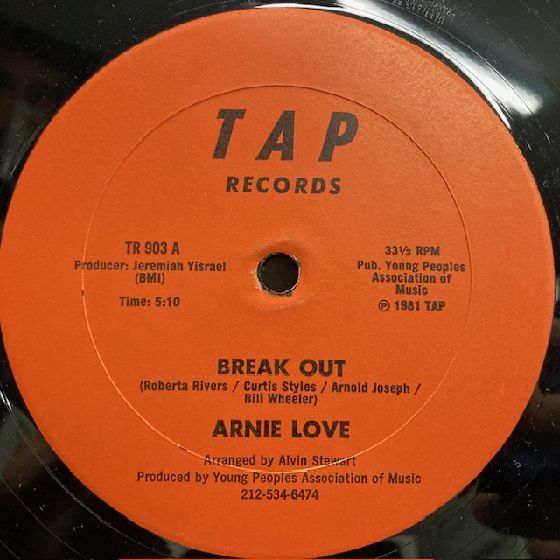 TAP
RECORDS
TR 903 A
Producer: Jeremiah Yisrael
(BMI)
Time: 5:10
33⅓ RPM
Pub. Young Peoples
Association of
Music
℗ 1981 TAP
BREAK OUT
(Roberta Rivers / Curtis Styles / Arnold Joseph /
Bill Wheeler)
ARNIE LOVE
Arranged by Alvin Stewart
Produced by Young Peoples Association of Music
212-534-6474